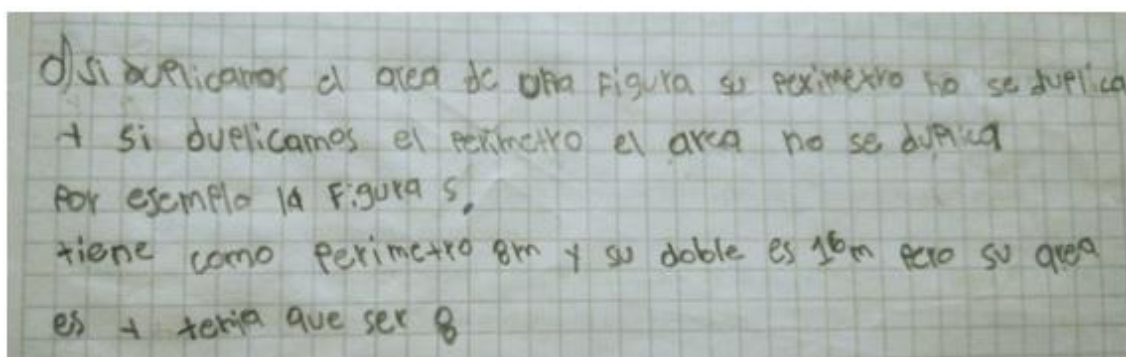 d) si duplicamos el area de una Figura su perimetro no se duplica
y si duplicamos el perimetro el area no se duplica
Por esemplo la Figura s,
tiene como Perimetro 8m y su doble es 16m pero su area
es y tenia que ser 8